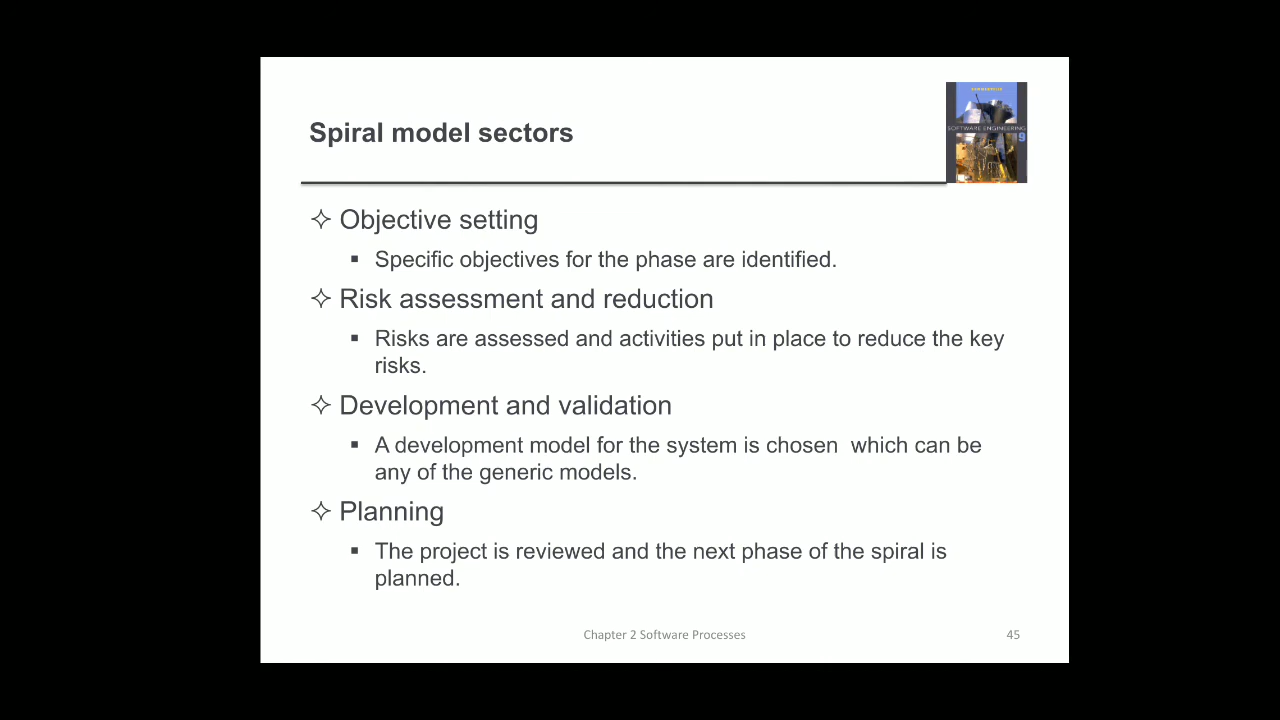 Spiral model sectors
SOMMERVILLE
SOFTWARE ENGINEERING
9
Objective setting
Specific objectives for the phase are identified.
Risk assessment and reduction
Risks are assessed and activities put in place to reduce the key
risks.
Development and validation
A development model for the system is chosen  which can be
any of the generic models.
Planning
The project is reviewed and the next phase of the spiral is
planned.
Chapter 2 Software Processes
45